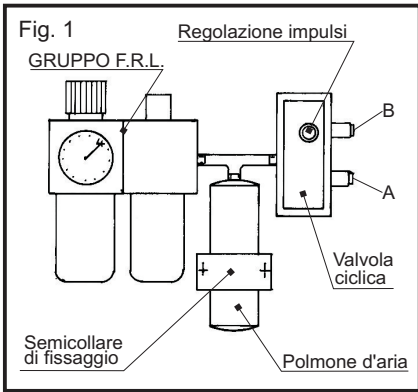 Fig. 1
Regolazione impulsi
GRUPPO F.R.L.
B
A
Valvola
ciclica
Semicollare
di fissaggio
Polmone d'aria